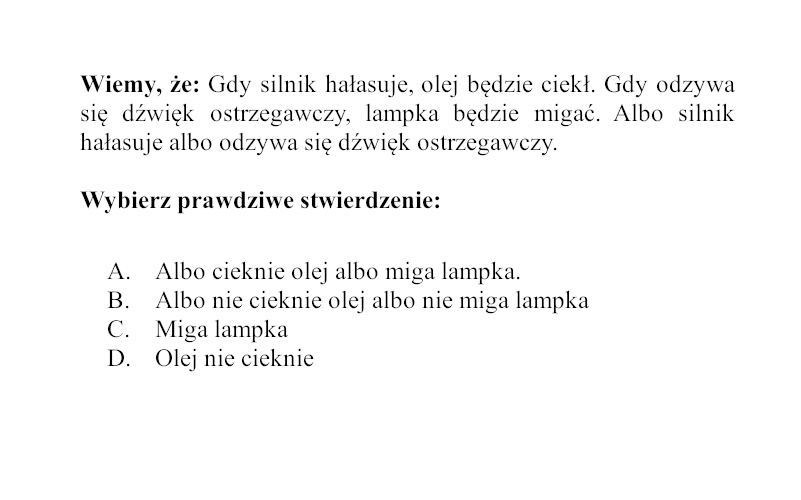 Wiemy, że: Gdy silnik hałasuje, olej będzie ciekł. Gdy odzywa
się dźwięk ostrzegawczy, lampka będzie migać. Albo silnik
hałasuje albo odzywa się dźwięk ostrzegawczy.
Wybierz prawdziwe stwierdzenie:
A. Albo cieknie olej albo miga lampka.
B. Albo nie cieknie olej albo nie miga lampka
C. Miga lampka
D. Olej nie cieknie